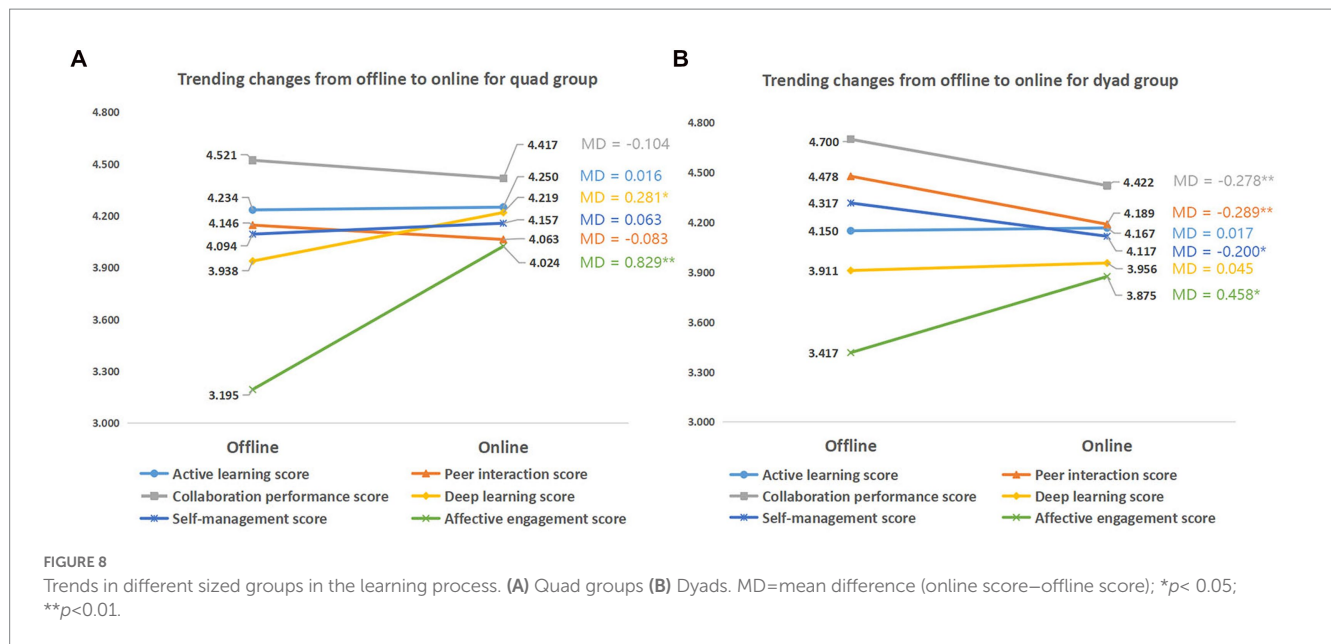 A
Trending changes from offline to online for quad group
4.800
4.500
4.200
3.900
3.600
3.300
3.000
4.521
4.234
4.146
4.094
3.938
3.195
4.417 MD = -0.104
4.250 MD = 0.016
4.219 MD = 0.281*
4.157 MD = 0.063
4.063 MD = -0.083
4.024 MD = 0.829**
Offline Online
Active learning score Peer interaction score
Collaboration performance score Deep learning score
Self-management score Affective engagement score
B
Trending changes from offline to online for dyad group
4.800
4.500
4.200
3.900
3.600
3.300
3.000
4.700
4.478
4.317
4.150
3.911
3.417
4.422 MD = -0.278**
4.189 MD = -0.289**
4.167 MD = 0.017
4.117 MD = -0.200*
3.956 MD = 0.045
3.875 MD = 0.458*
Offline Online
Active learning score Peer interaction score
Collaboration performance score Deep learning score
Self-management score Affective engagement score
FIGURE 8
Trends in different sized groups in the learning process. (A) Quad groups (B) Dyads. MD=mean difference (online score−offline score); *p< 0.05;
**p<0.01.